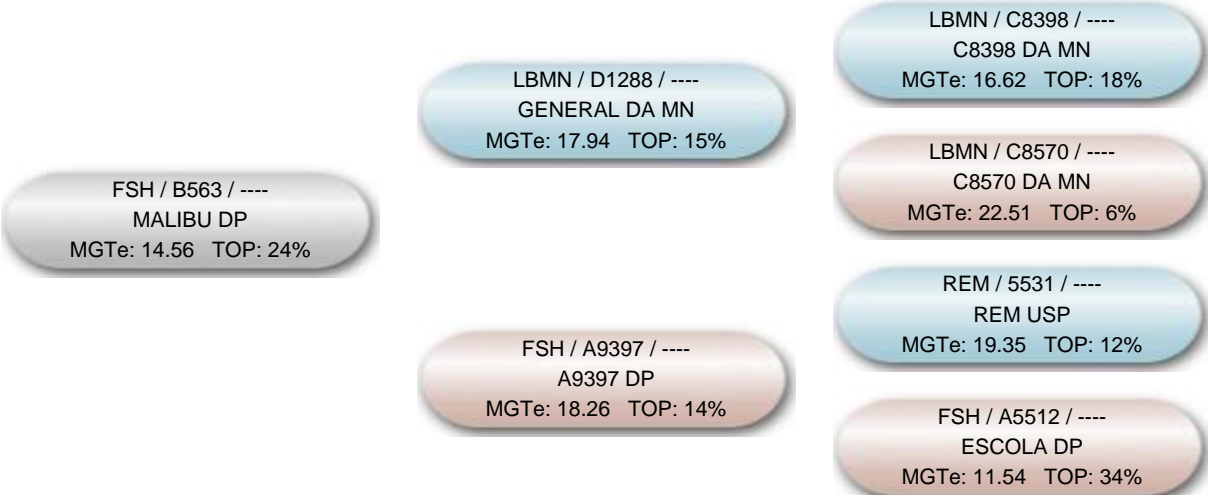 FSH / B563 / ----
MALIBU DP
MGTe: 14.56 TOP: 24%
LBMN / D1288 / ----
GENERAL DA MN
MGTe: 17.94 TOP: 15%
FSH / A9397 / ----
A9397 DP
MGTe: 18.26 TOP: 14%
LBMN / C8398 / ----
C8398 DA MN
MGTe: 16.62 TOP: 18%
LBMN / C8570 / ----
C8570 DA MN
MGTe: 22.51 TOP: 6%
REM / 5531 / ----
REM USP
MGTe: 19.35 TOP: 12%
FSH / A5512 / ----
ESCOLA DP
MGTe: 11.54 TOP: 34%